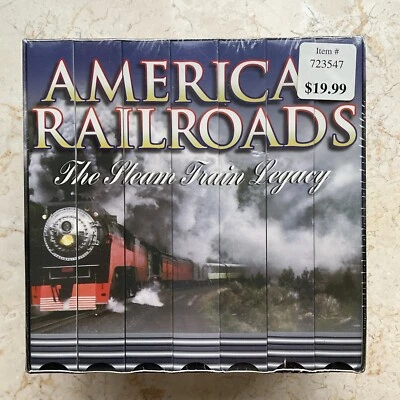 AMERICA
RAILROADS
The Steam Train Legacy
Item #
723547
$19.99